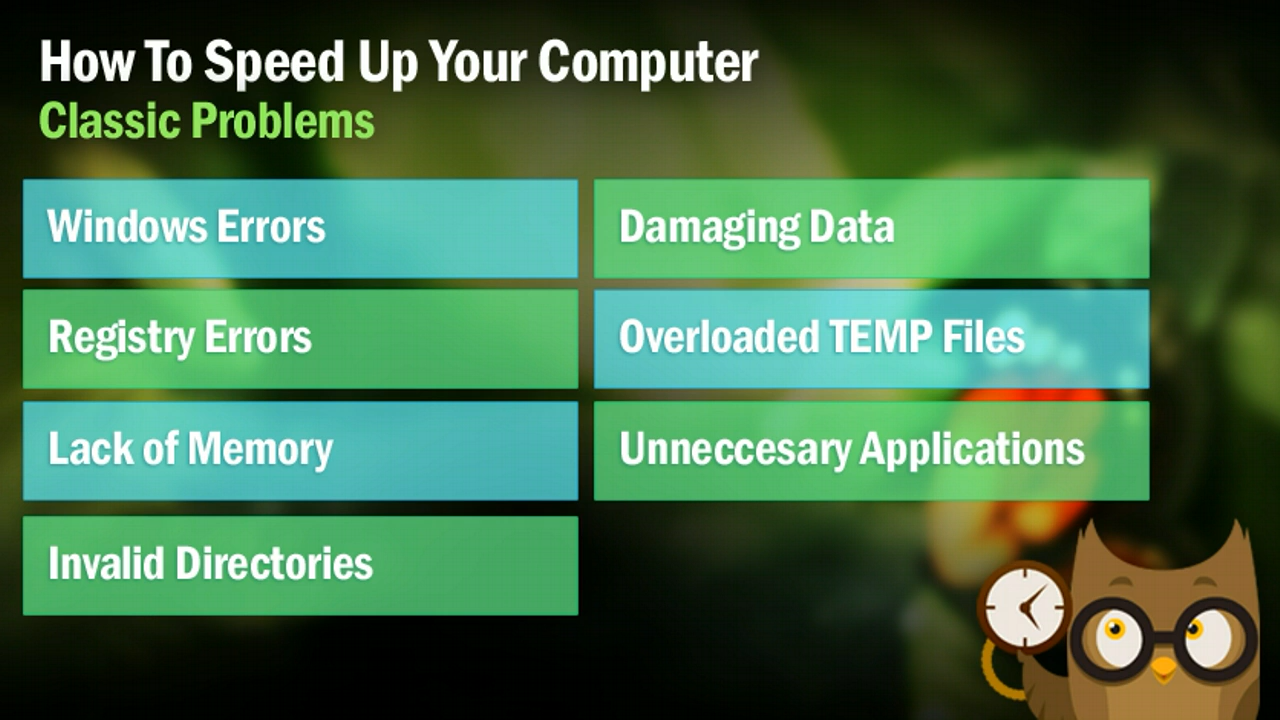 How To Speed Up Your Computer
Classic Problems
Windows Errors
Registry Errors
Lack of Memory
Invalid Directories
Damaging Data
Overloaded TEMP Files
Unneccesary Applications